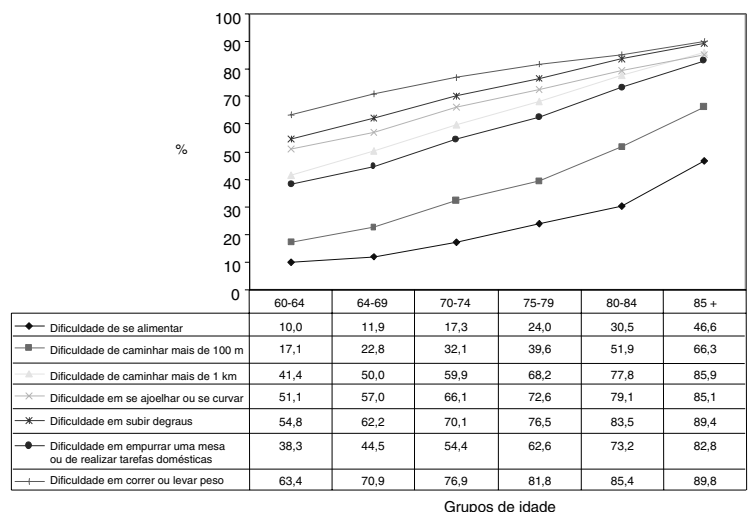 100
90
80
70
60
50
40
30
20
10
0
%
60-64 64-69 70-74 75-79 80-84 85 +
Dificuldade de se alimentar 10,0 11,9 17,3 24,0 30,5 46,6
Dificuldade de caminhar mais de 100 m 17,1 22,8 32,1 39,6 51,9 66,3
Dificuldade de caminhar mais de 1 km 41,4 50,0 59,9 68,2 77,8 85,9
Dificuldade em se ajoelhar ou se curvar 51,1 57,0 66,1 72,6 79,1 85,1
Dificuldade em subir degraus 54,8 62,2 70,1 76,5 83,5 89,4
Dificuldade em empurrar uma mesa
ou de realizar tarefas domésticas 38,3 44,5 54,4 62,6 73,2 82,8
Dificuldade em correr ou levar peso 63,4 70,9 76,9 81,8 85,4 89,8
Grupos de idade